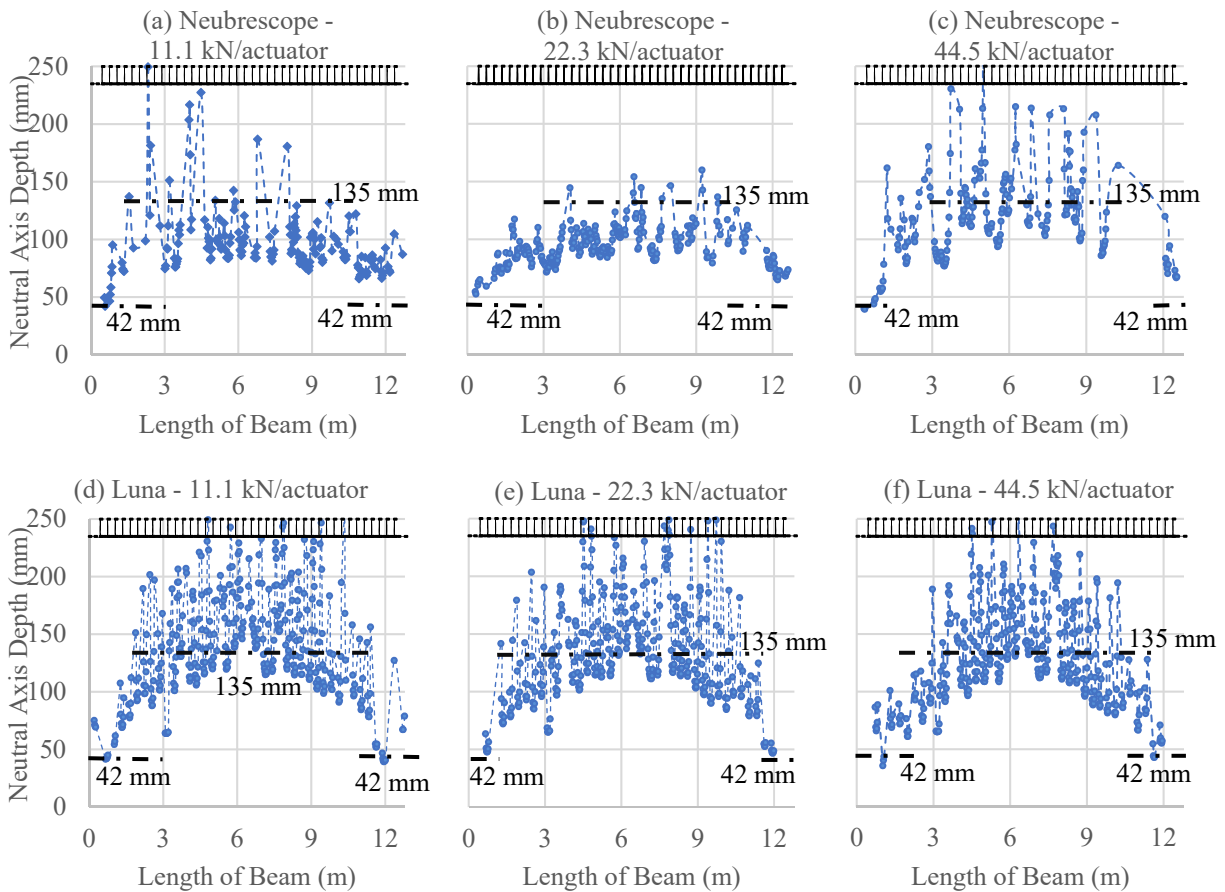 (a) Neubrescope -
11.1 kN/actuator
(b) Neubrescope -
22.3 kN/actuator
(c) Neubrescope -
44.5 kN/actuator
Neutral Axis Depth (mm)
250
200
150
100
50
0
135 mm
135 mm
135 mm
42 mm
42 mm
42 mm
42 mm
42 mm
42 mm
0 3 6 9 12
0 3 6 9 12
0 3 6 9 12
Length of Beam (m)
Length of Beam (m)
Length of Beam (m)
(d) Luna - 11.1 kN/actuator
(e) Luna - 22.3 kN/actuator
(f) Luna - 44.5 kN/actuator
Neutral Axis Depth (mm)
250
200
150
100
50
0
135 mm
135 mm
135 mm
42 mm
42 mm
42 mm
42 mm
42 mm
42 mm
0 3 6 9 12
0 3 6 9 12
0 3 6 9 12
Length of Beam (m)
Length of Beam (m)
Length of Beam (m)